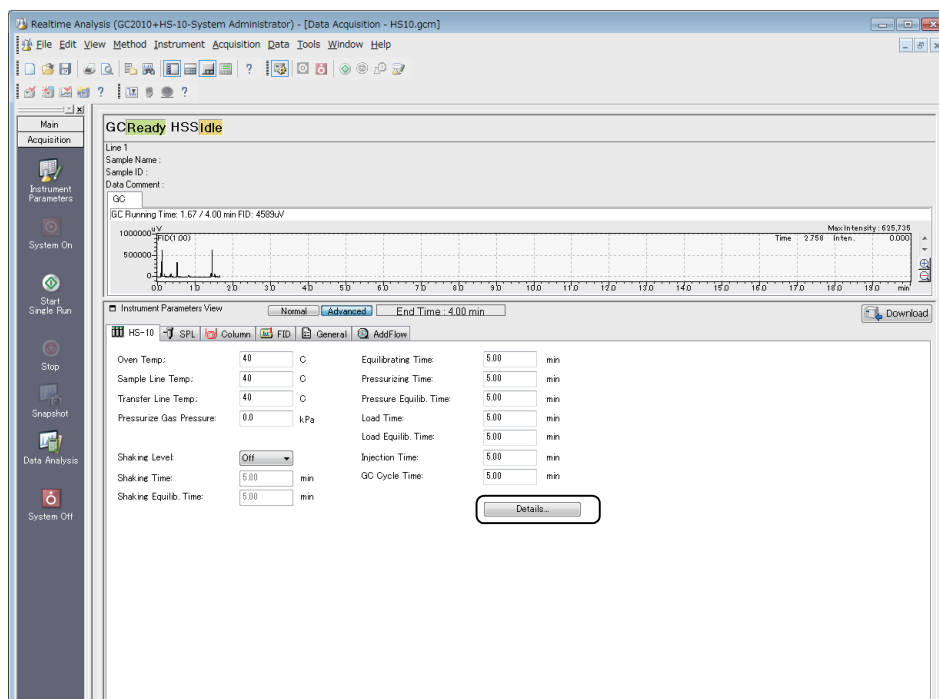 Realtime Analysis (GC2010+HS-10-System Administrator) - [Data Acquisition - HS10.gcm]
File Edit View Method Instrument Acquisition Data Tools Window Help
Main
Acquisition
Instrument
Parameters
System On
Start
Single Run
Stop
Snapshot
Data Analysis
System Off
GC Ready HSS Idle
Line 1
Sample Name :
Sample ID :
Data Comment :
GC
GC Running Time: 1.67 / 4.00 min FID: 4589uV
uV
Max Intensity : 625,735
1000000
FID(1.00)
Time 2.758 Inten. 0.000
500000
0
0.0 1.0 2.0 3.0 4.0 5.0 6.0 7.0 8.0 9.0 10.0 11.0 12.0 13.0 14.0 15.0 16.0 17.0 18.0 19.0 min
Instrument Parameters View Normal Advanced End Time : 4.00 min Download
HS-10 SPL Column FID General AddFlow
Oven Temp: 40 C Equilibrating Time: 5.00 min
Sample Line Temp: 40 C Pressurizing Time: 5.00 min
Transfer Line Temp: 40 C Pressure Equilib. Time: 5.00 min
Pressurize Gas Pressure: 0.0 kPa Load Time: 5.00 min
Load Equilib. Time: 5.00 min
Shaking Level: Off Injection Time: 5.00 min
Shaking Time: 5.00 min GC Cycle Time: 5.00 min
Shaking Equilib. Time: 5.00 min
Details...